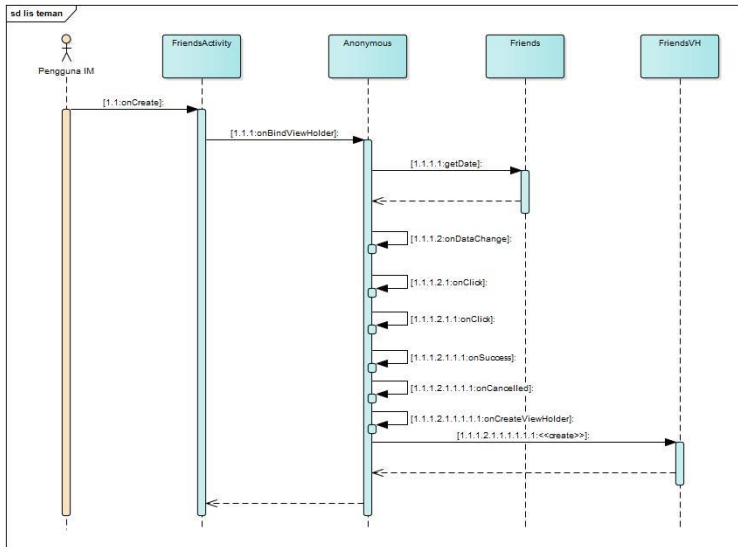 sd lis teman
FriendsActivity
Anonymous
Friends
FriendsVH
Pengguna IM
[1.1:onCreate]:
[1.1.1:onBindViewHolder]:
[1.1.1.1:getDate]:
[1.1.1.2:onDataChange]:
[1.1.1.2.1:onClick]:
[1.1.1.2.1.1:onClick]:
[1.1.1.2.1.1.1:onSuccess]:
[1.1.1.2.1.1.1.1:onCancelled]:
[1.1.1.2.1.1.1.1.1:onCreateViewHolder]:
[1.1.1.2.1.1.1.1.1.1:<<create>>]: